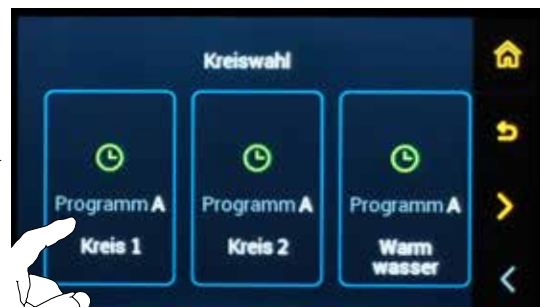 Kreiswahl
Programm A
Kreis 1
Programm A
Kreis 2
Programm A
Warm
wasser